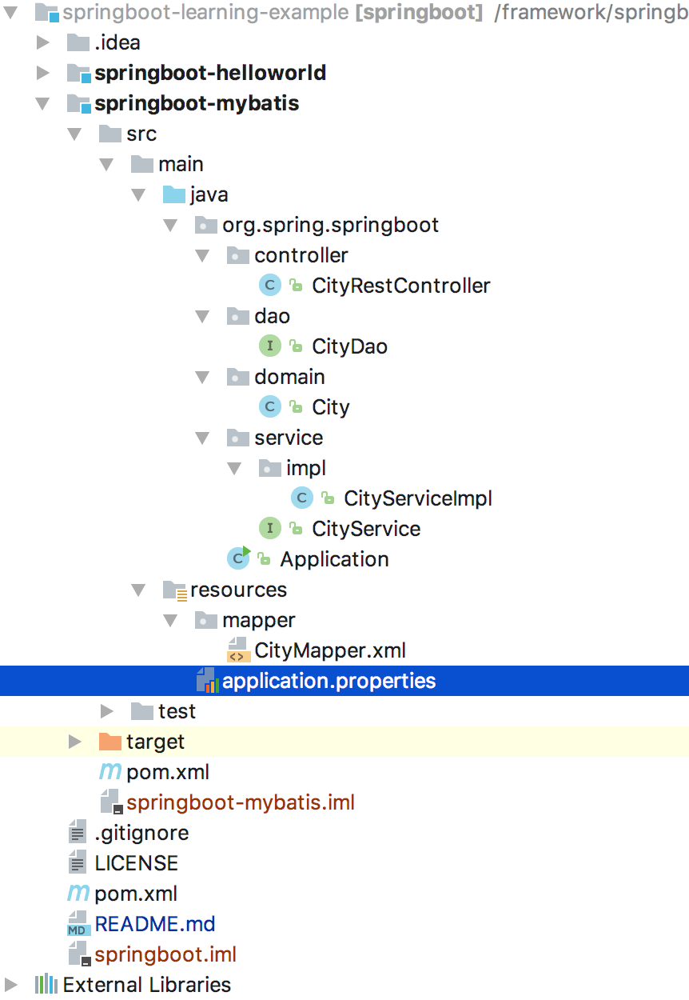 springboot-learning-example [springboot] /framework/springb
.idea
springboot-helloworld
springboot-mybatis
src
main
java
org.spring.springboot
controller
C CityRestController
dao
I CityDao
domain
C City
service
impl
C CityServiceImpl
I CityService
C Application
resources
mapper
<> CityMapper.xml
application.properties
test
target
m pom.xml
springboot-mybatis.iml
.gitignore
LICENSE
m pom.xml
MD README.md
springboot.iml
External Libraries